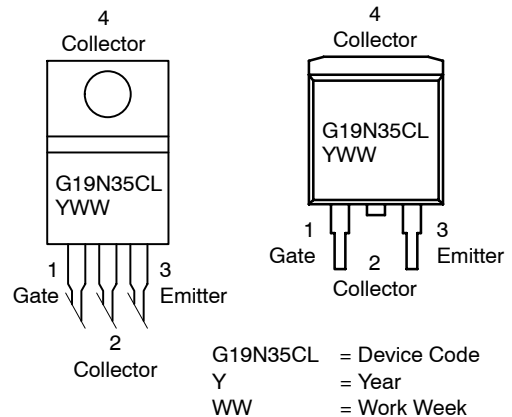 4
Collector
G19N35CL
YWW
1
Gate
3
Emitter
2
Collector
4
Collector
G19N35CL
YWW
1
Gate
3
Emitter
2
Collector
G19N35CL = Device Code
Y = Year
WW = Work Week